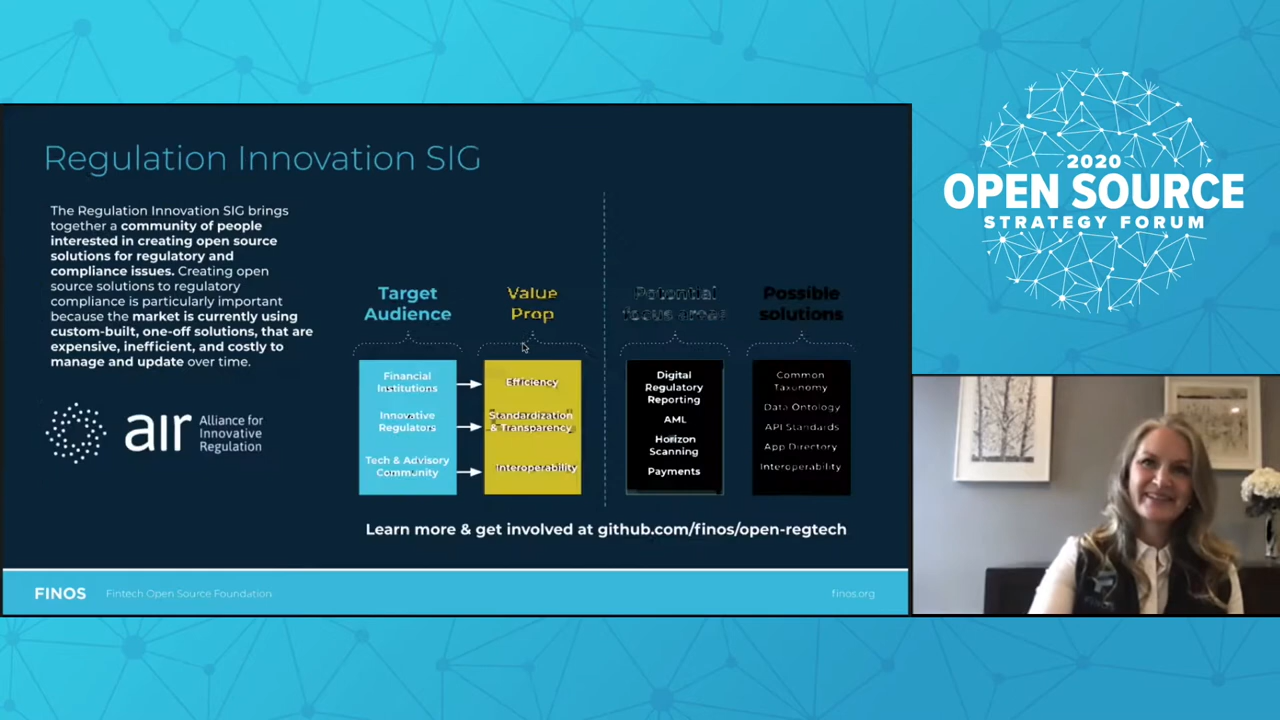 Regulation Innovation SIG
The Regulation Innovation SIG brings
together a community of people
interested in creating open source
solutions for regulatory and
compliance issues. Creating open
source solutions to regulatory
compliance is particularly important
because the market is currently using
custom-built, one-off solutions, that are
expensive, inefficient, and costly to
manage and update over time.
air
Alliance for
Innovative
Regulation
Target
Audience
Financial
Institutions
Innovative
Regulators
Tech & Advisory
Community
Value
Prop
Efficiency
Standardization
& Transparency
Interoperability
Potential
focus areas
Digital
Regulatory
Reporting
AML
Horizon
Scanning
Payments
Possible
solutions
Common
Taxonomy
Data Ontology
API Standards
App Directory
Interoperability
Learn more & get involved at github.com/finos/open-regtech
FINOS
Fintech Open Source Foundation
finos.org
2020
OPEN SOURCE
STRATEGY FORUM